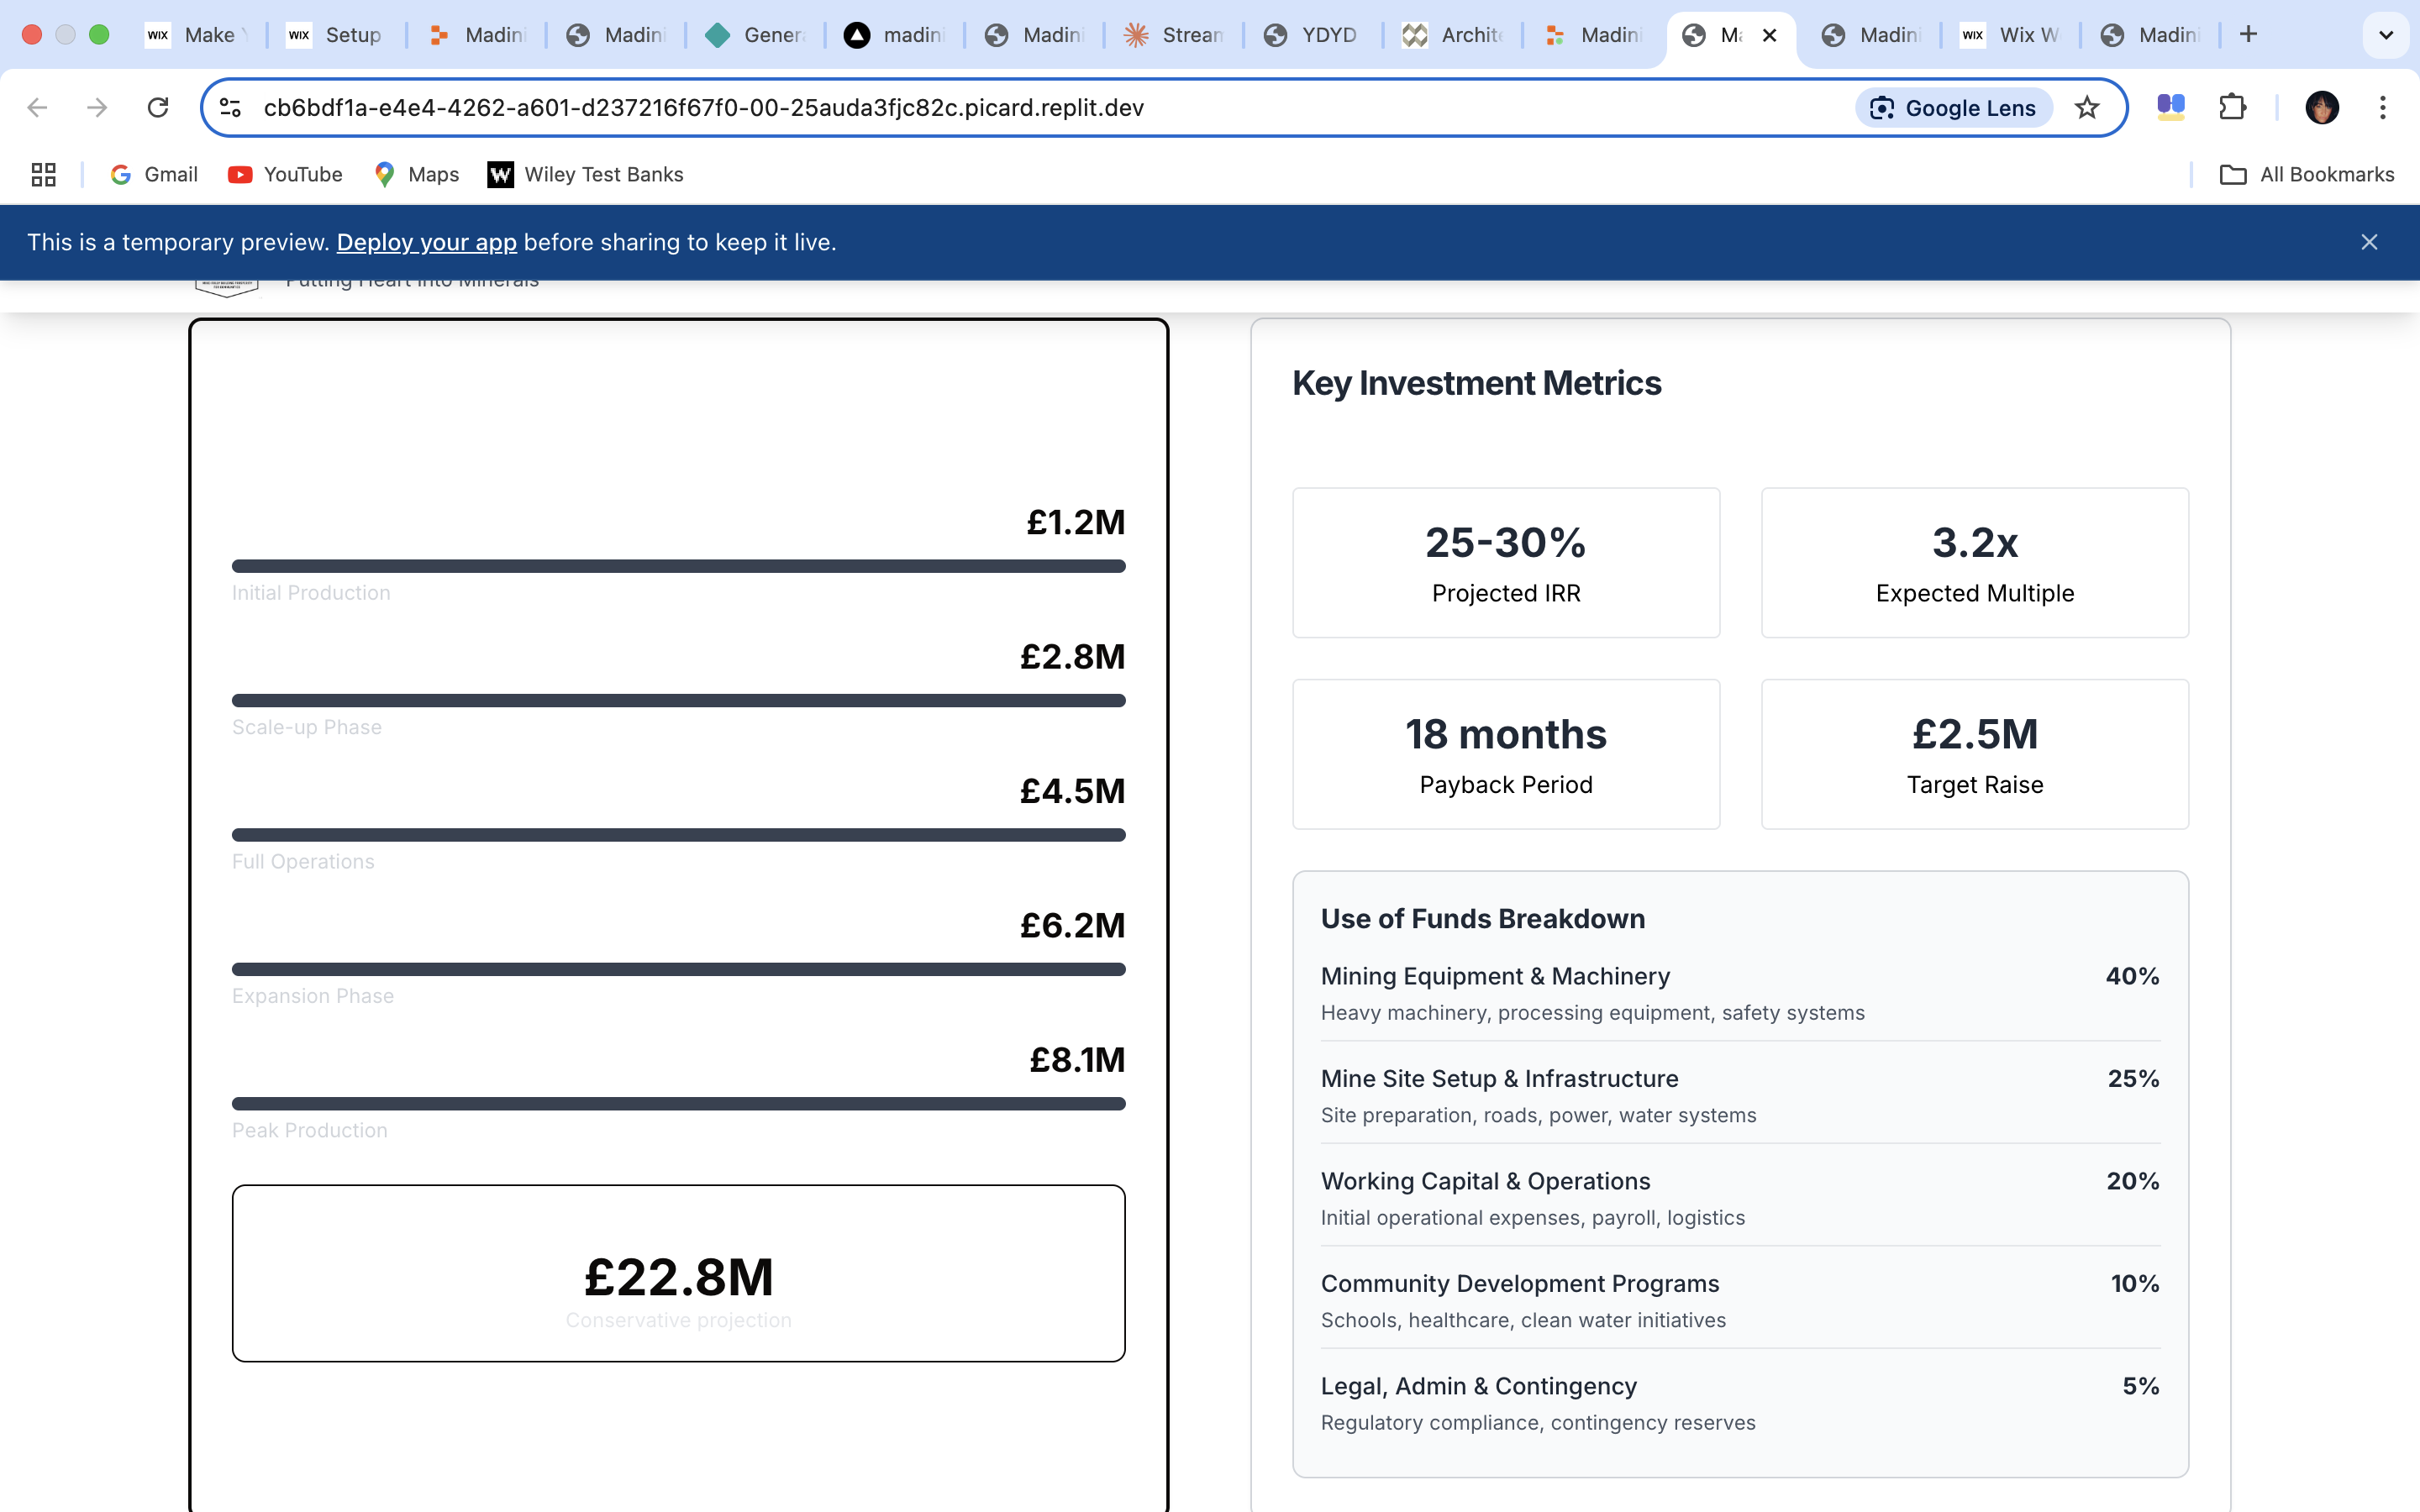 WIX Make
WIX Setup
Madini
Madini
Gener
madin
Madini
Stream
YDYD
Archite
Madini
Ma
Madini
WIX Wix W
Madini
cb6bdf1a-e4e4-4262-a601-d237216f67f0-00-25auda3fjc82c.picard.replit.dev
Google Lens
Gmail
YouTube
Maps
W Wiley Test Banks
All Bookmarks
This is a temporary preview. Deploy your app before sharing to keep it live.
Putting Heart into Minerals
£1.2M
Initial Production
£2.8M
Scale-up Phase
£4.5M
Full Operations
£6.2M
Expansion Phase
£8.1M
Peak Production
£22.8M
Conservative projection
Key Investment Metrics
25-30%
Projected IRR
3.2x
Expected Multiple
18 months
Payback Period
£2.5M
Target Raise
Use of Funds Breakdown
Mining Equipment & Machinery 40%
Heavy machinery, processing equipment, safety systems
Mine Site Setup & Infrastructure 25%
Site preparation, roads, power, water systems
Working Capital & Operations 20%
Initial operational expenses, payroll, logistics
Community Development Programs 10%
Schools, healthcare, clean water initiatives
Legal, Admin & Contingency 5%
Regulatory compliance, contingency reserves